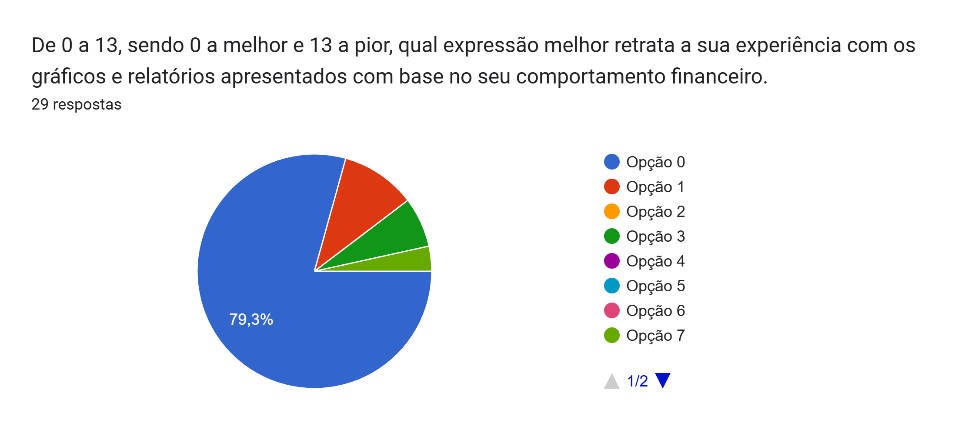 De 0 a 13, sendo 0 a melhor e 13 a pior, qual expressão melhor retrata a sua experiência com os
gráficos e relatórios apresentados com base no seu comportamento financeiro.
29 respostas
79,3%
Opção 0
Opção 1
Opção 2
Opção 3
Opção 4
Opção 5
Opção 6
Opção 7
1/2